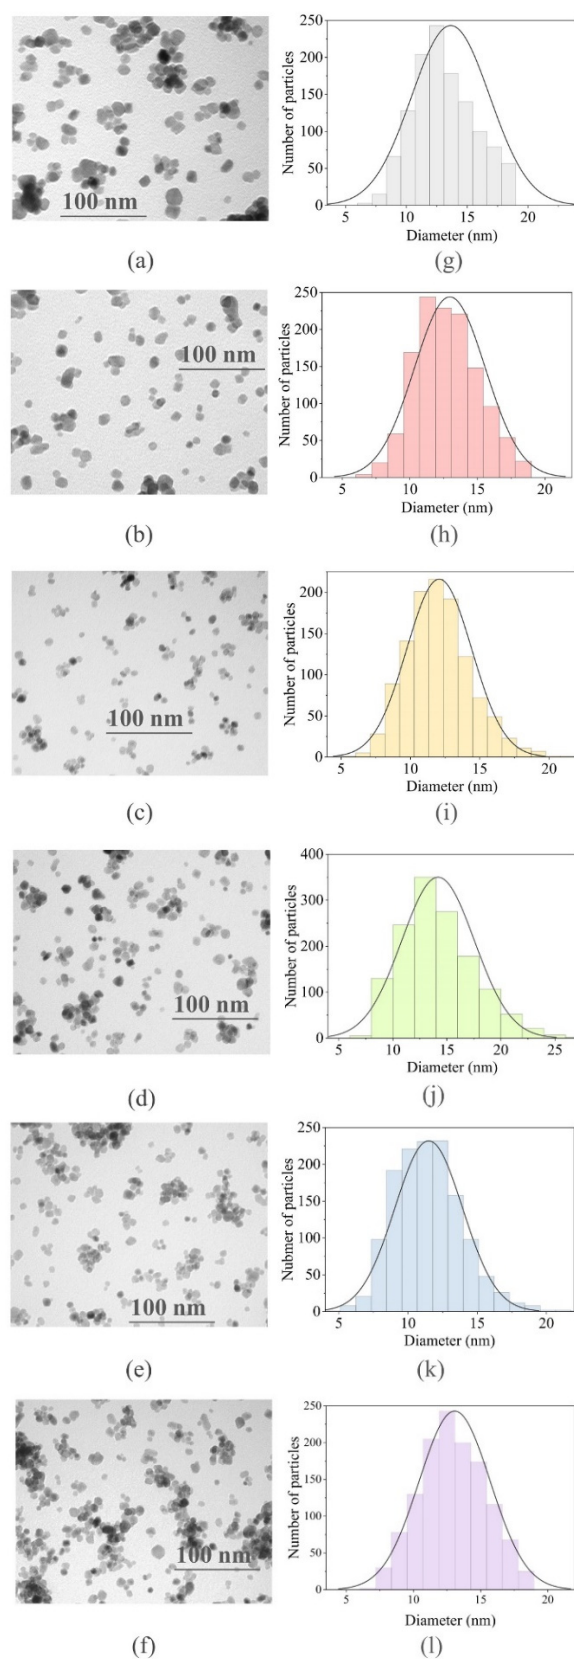 100 nm
(a)
Number of particles
250
200
150
100
50
0
5 10 15 20
Diameter (nm)
(g)
100 nm
(b)
Number of particles
250
200
150
100
50
0
5 10 15 20
Diameter (nm)
(h)
100 nm
(c)
Number of particles
200
150
100
50
0
5 10 15 20
Diameter (nm)
(i)
100 nm
(d)
Number of particles
400
300
200
100
0
5 10 15 20 25
Diameter (nm)
(j)
100 nm
(e)
Nubmer of particles
250
200
150
100
50
0
5 10 15 20
Diameter (nm)
(k)
100 nm
(f)
Number of particles
250
200
150
100
50
0
5 10 15 20
Diameter (nm)
(l)